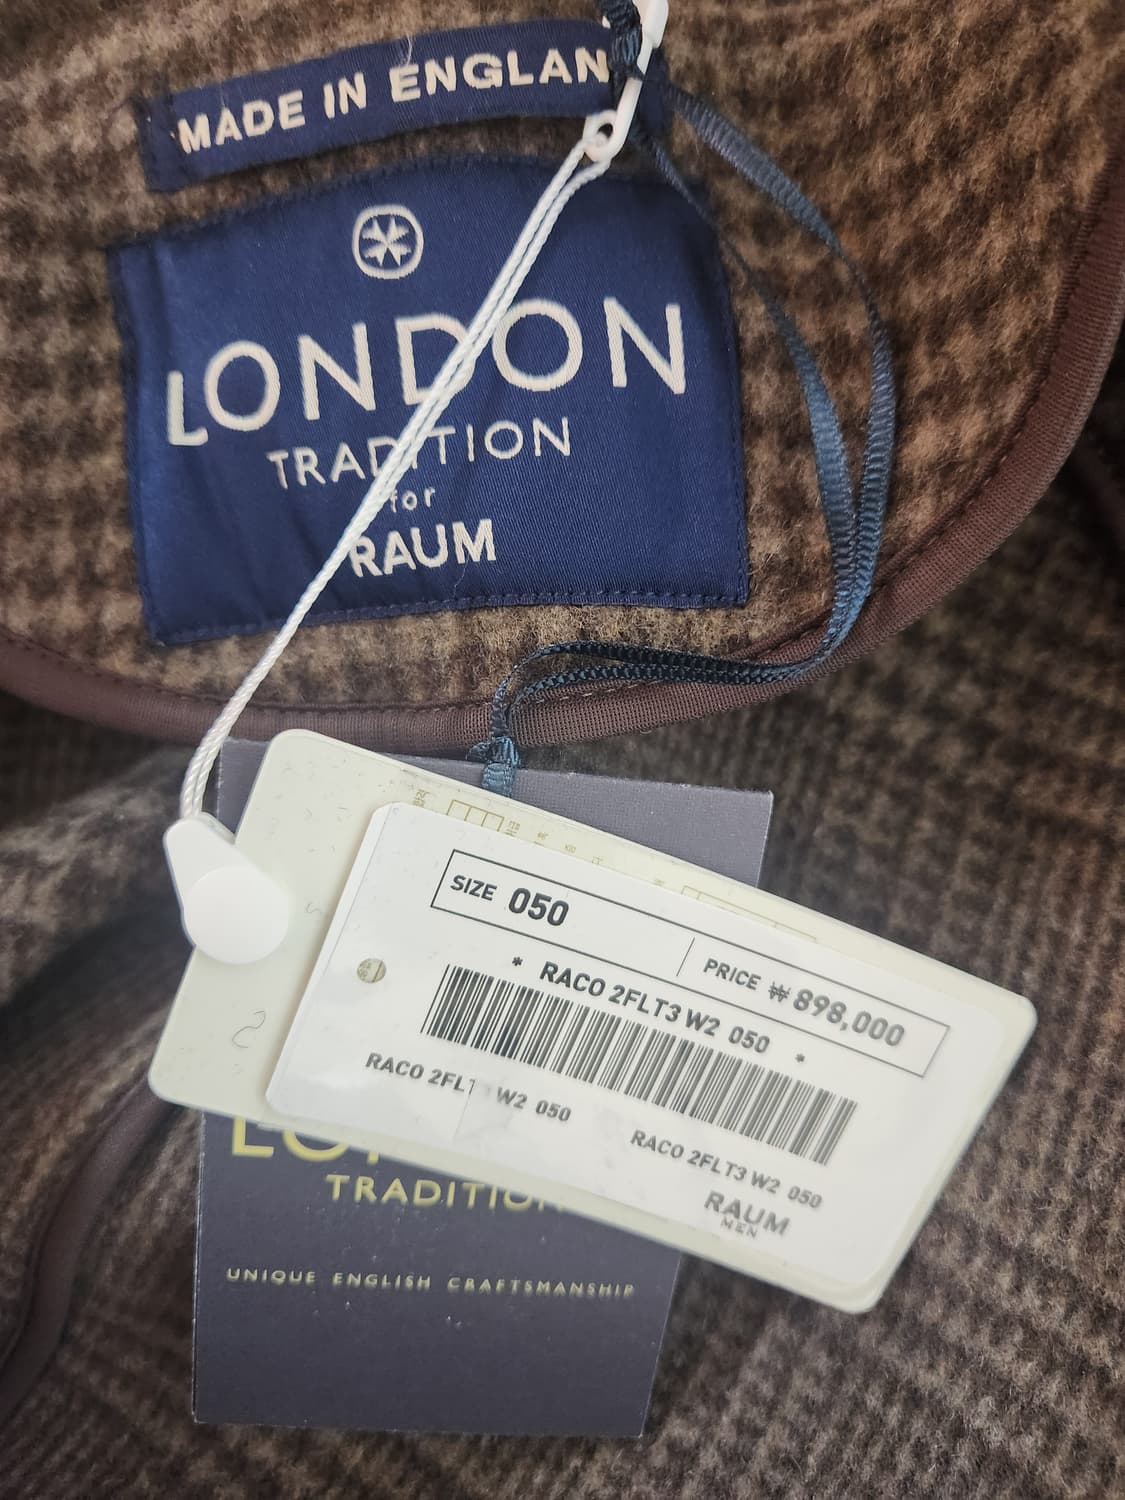 MADE IN ENGLAN
LONDON
TRADITION
for
RAUM
SIZE 050
PRICE ₩ 898,000
* RACO 2FLT3 W2 050 *
RACO 2FLT W2 050
RACO 2FLT3 W2 050
RAUM
MEN
TRADITION
UNIQUE ENGLISH CRAFTSMANSHIP